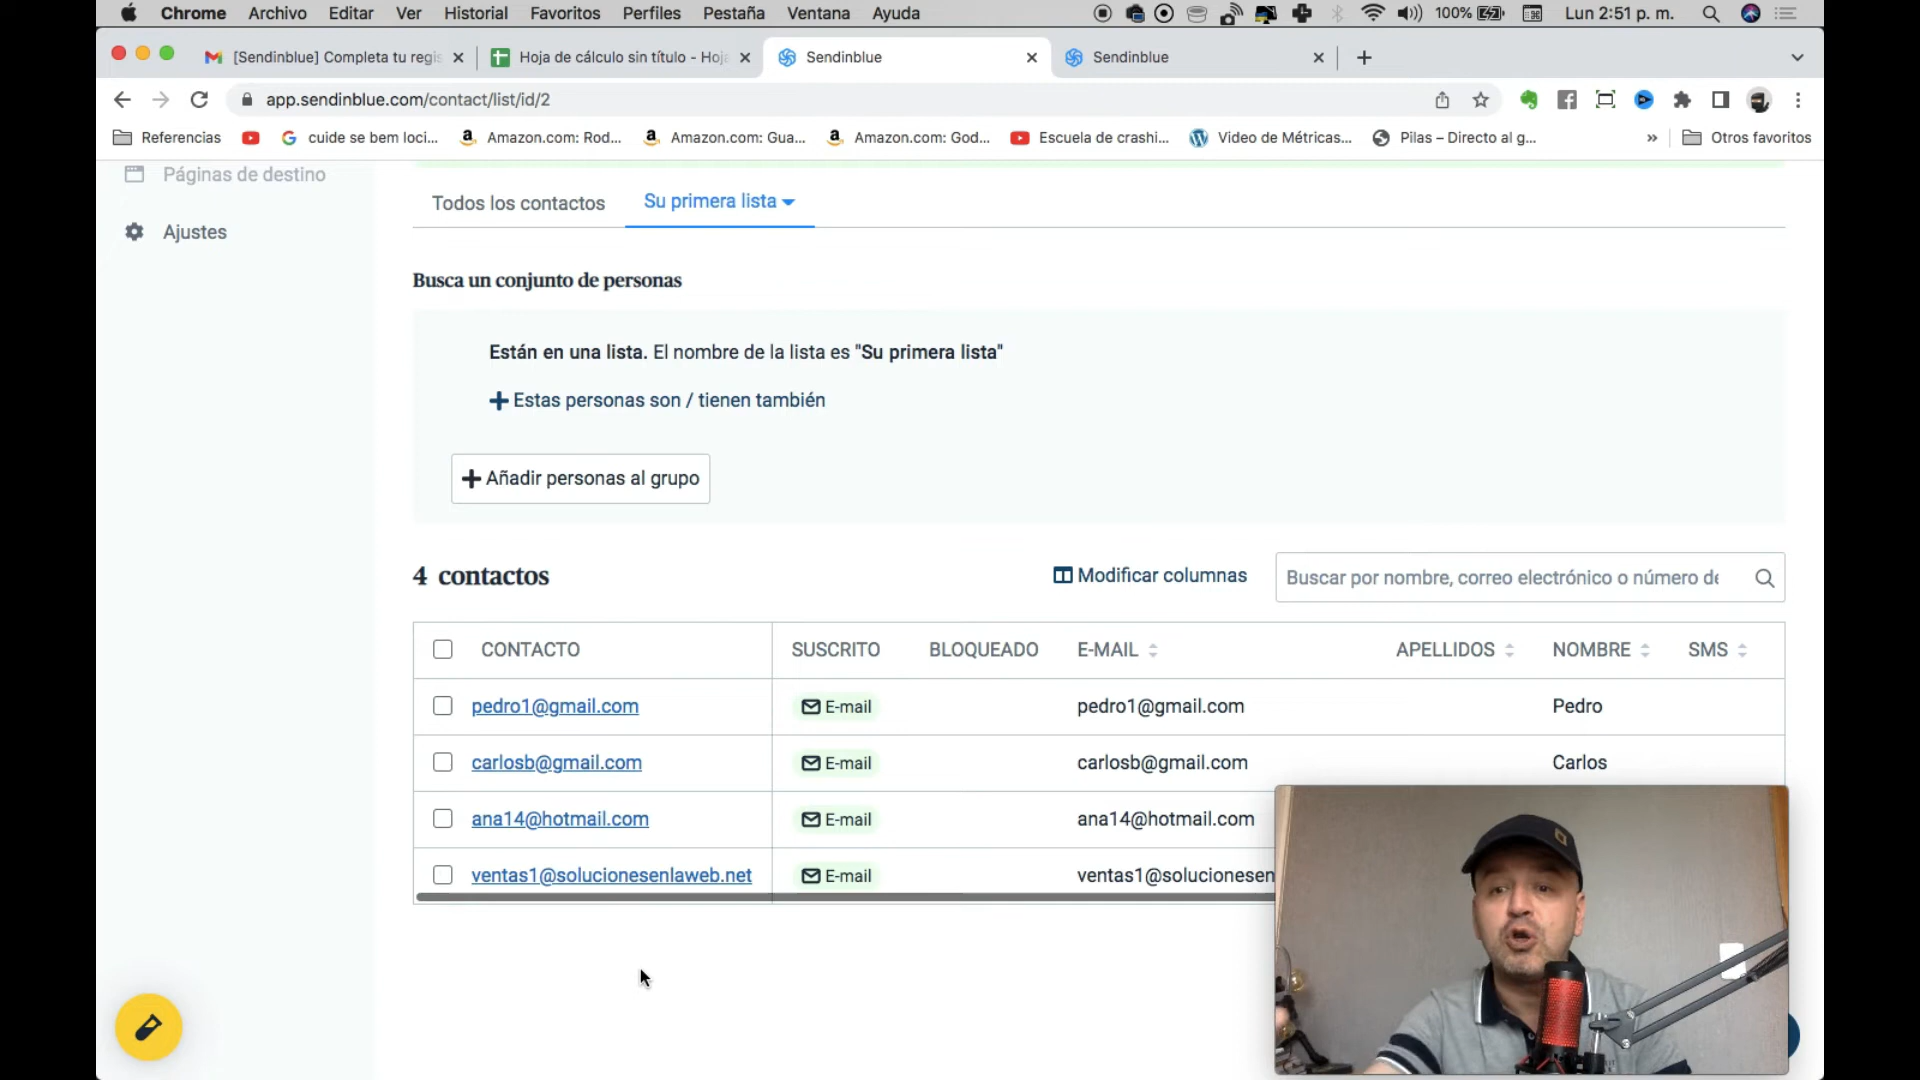 Chrome Archivo Editar Ver Historial Favoritos Perfiles Pestaña Ventana Ayuda 100% Lun 2:51 p. m.
[Sendinblue] Completa tu regis Hoja de cálculo sin título - Hoja Sendinblue Sendinblue
app.sendinblue.com/contact/list/id/2
Referencias cuide se bem loci... Amazon.com: Rod... Amazon.com: Gua... Amazon.com: God... Escuela de crashi... Video de Métricas... Pilas – Directo al g... » Otros favoritos
Páginas de destino
Ajustes
Todos los contactos Su primera lista
Busca un conjunto de personas
Están en una lista. El nombre de la lista es "Su primera lista"
+ Estas personas son / tienen también
+ Añadir personas al grupo
4 contactos Modificar columnas Buscar por nombre, correo electrónico o número de
CONTACTO SUSCRITO BLOQUEADO E-MAIL APELLIDOS NOMBRE SMS
pedro1@gmail.com E-mail pedro1@gmail.com Pedro
carlosb@gmail.com E-mail carlosb@gmail.com Carlos
ana14@hotmail.com E-mail ana14@hotmail.com
ventas1@solucionesenlaweb.net E-mail ventas1@solucionesen